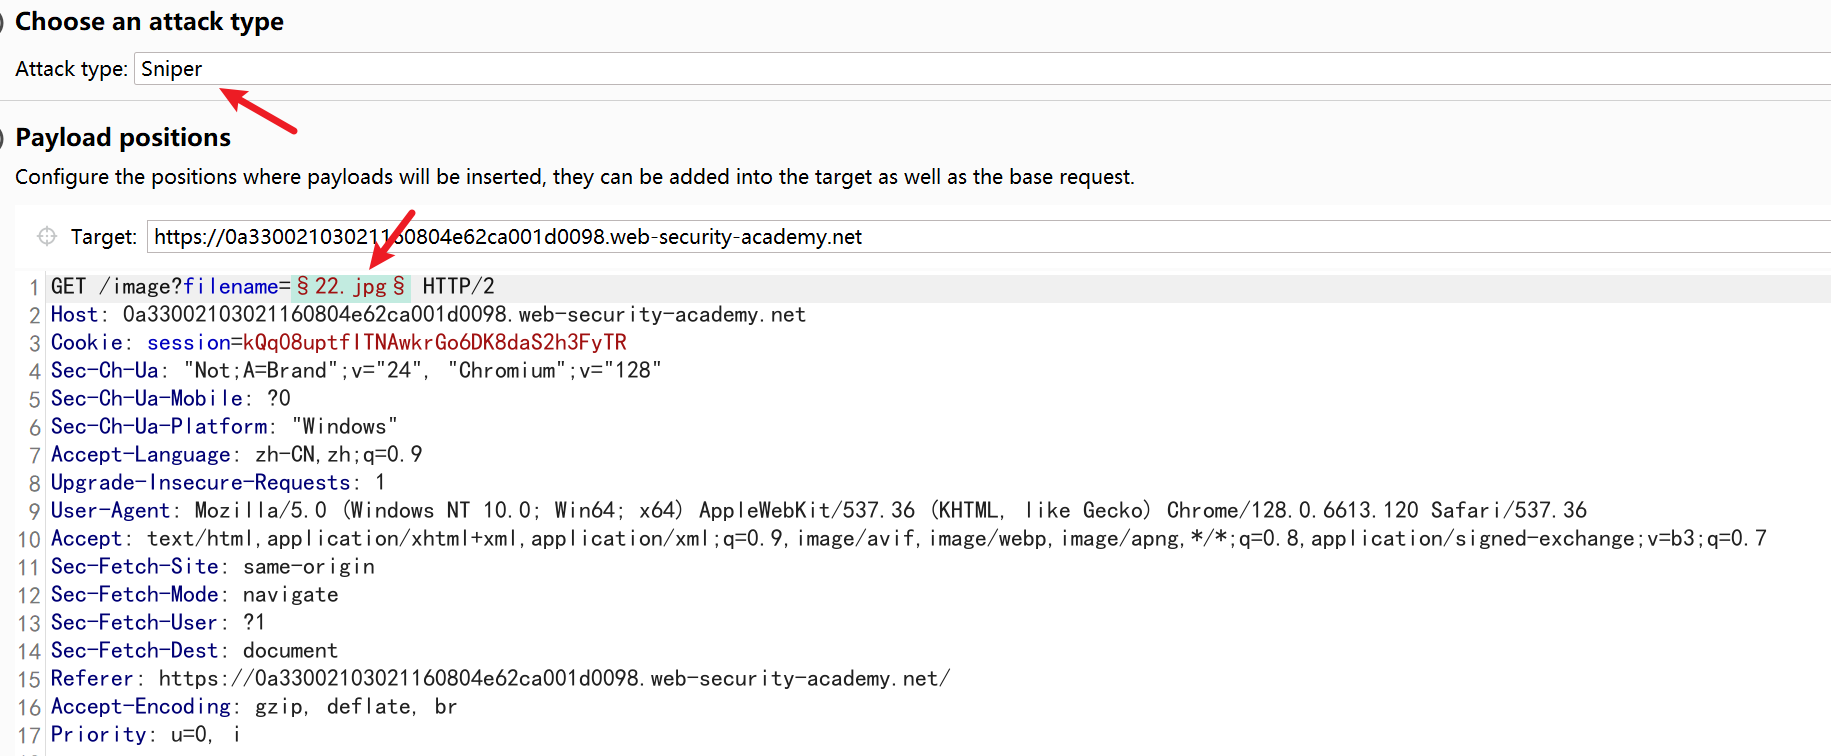 Choose an attack type
Attack type: Sniper
Payload positions
Configure the positions where payloads will be inserted, they can be added into the target as well as the base request.
Target: https://0a33002103021160804e62ca001d0098.web-security-academy.net
1 GET /image?filename=§22.jpg§ HTTP/2
2 Host: 0a33002103021160804e62ca001d0098.web-security-academy.net
3 Cookie: session=kQq08uptflTNAwkrGo6DK8daS2h3FyTR
4 Sec-Ch-Ua: "Not;A=Brand";v="24", "Chromium";v="128"
5 Sec-Ch-Ua-Mobile: ?0
6 Sec-Ch-Ua-Platform: "Windows"
7 Accept-Language: zh-CN,zh;q=0.9
8 Upgrade-Insecure-Requests: 1
9 User-Agent: Mozilla/5.0 (Windows NT 10.0; Win64; x64) AppleWebKit/537.36 (KHTML, like Gecko) Chrome/128.0.6613.120 Safari/537.36
10 Accept: text/html,application/xhtml+xml,application/xml;q=0.9,image/avif,image/webp,image/apng,*/*;q=0.8,application/signed-exchange;v=b3;q=0.7
11 Sec-Fetch-Site: same-origin
12 Sec-Fetch-Mode: navigate
13 Sec-Fetch-User: ?1
14 Sec-Fetch-Dest: document
15 Referer: https://0a33002103021160804e62ca001d0098.web-security-academy.net/
16 Accept-Encoding: gzip, deflate, br
17 Priority: u=0, i